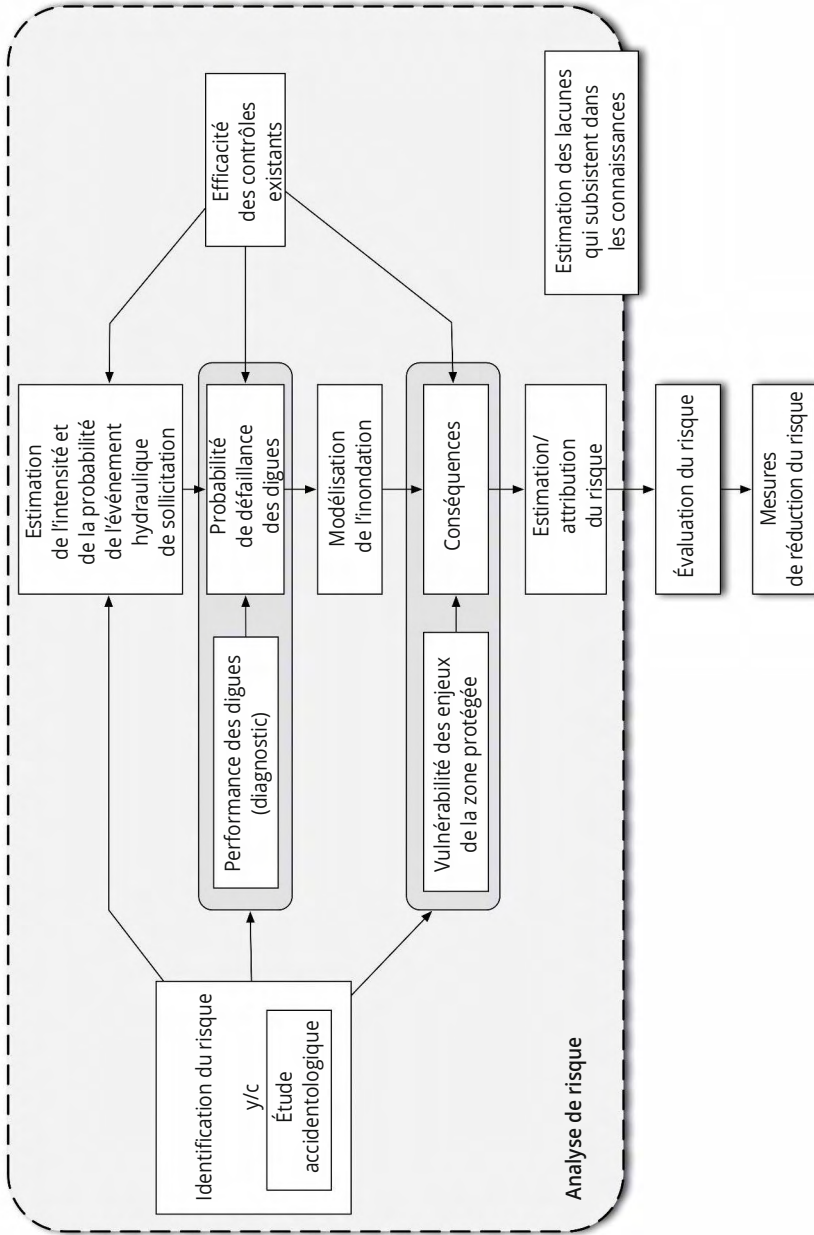 Identification du risque
y/c
Étude
accidentologique
Estimation
de l'intensité et
de la probabilité
de l'événement
hydraulique
de sollicitation
Efficacité
des contrôles
existants
Performance des digues
(diagnostic)
Probabilité
de défaillance
des digues
Modélisation
de l'inondation
Vulnérabilité des enjeux
de la zone protégée
Conséquences
Estimation/
attribution
du risque
Estimation des lacunes
qui subsistent dans
les connaissances
Analyse de risque
Évaluation du risque
Mesures
de réduction du risque